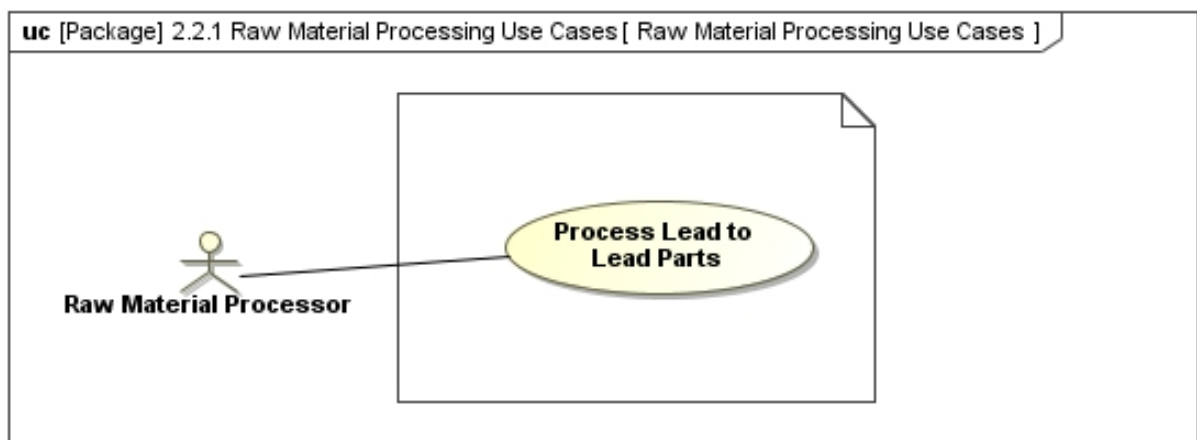 uc [Package] 2.2.1 Raw Material Processing Use Cases [ Raw Material Processing Use Cases ]
Process Lead to
Lead Parts
Raw Material Processor